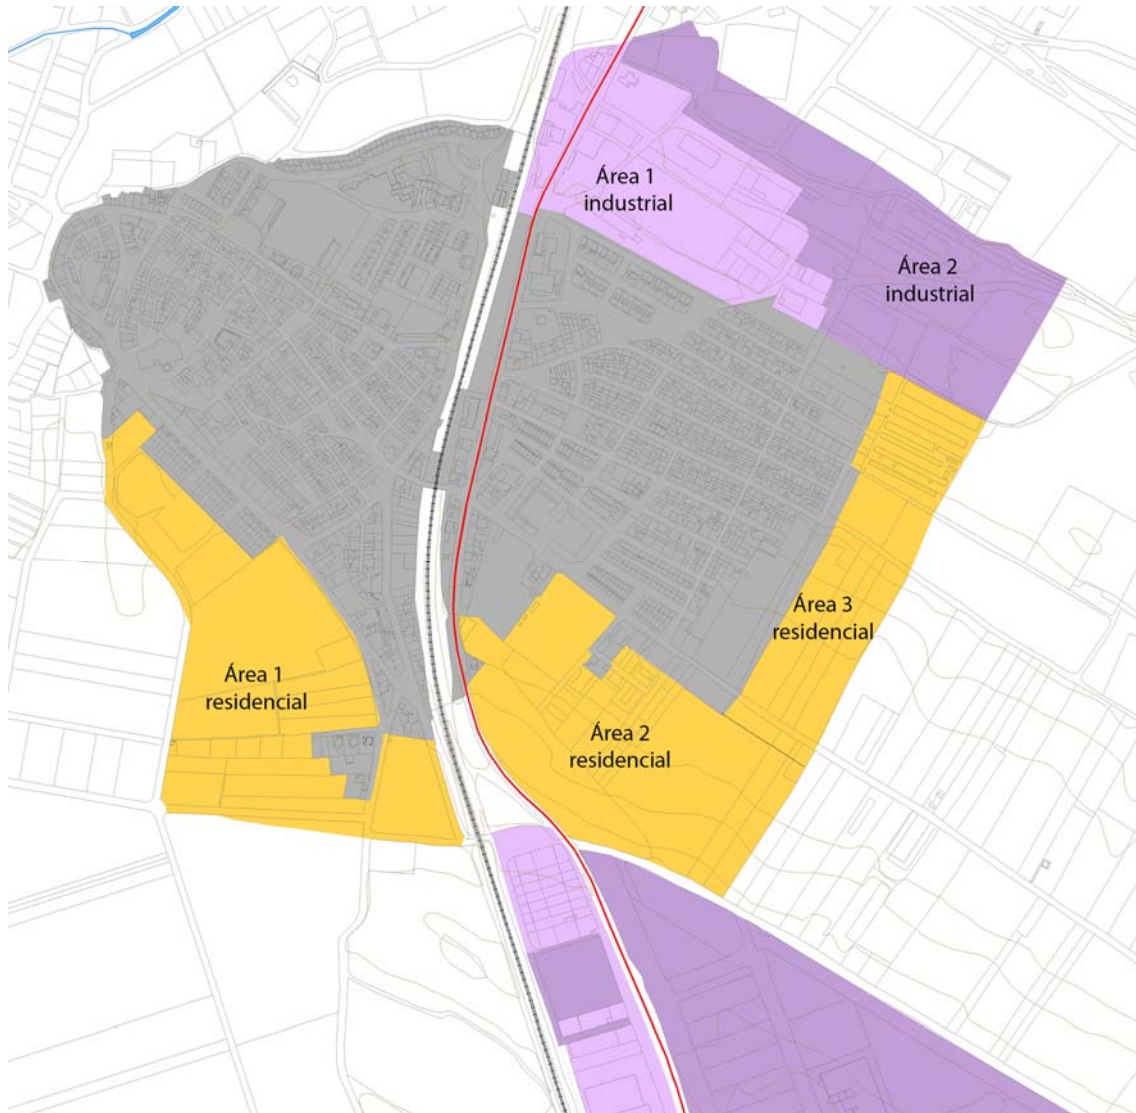 Área 1
industrial
Área 2
industrial
Área 3
residencial
Área 1
residencial
Área 2
residencial